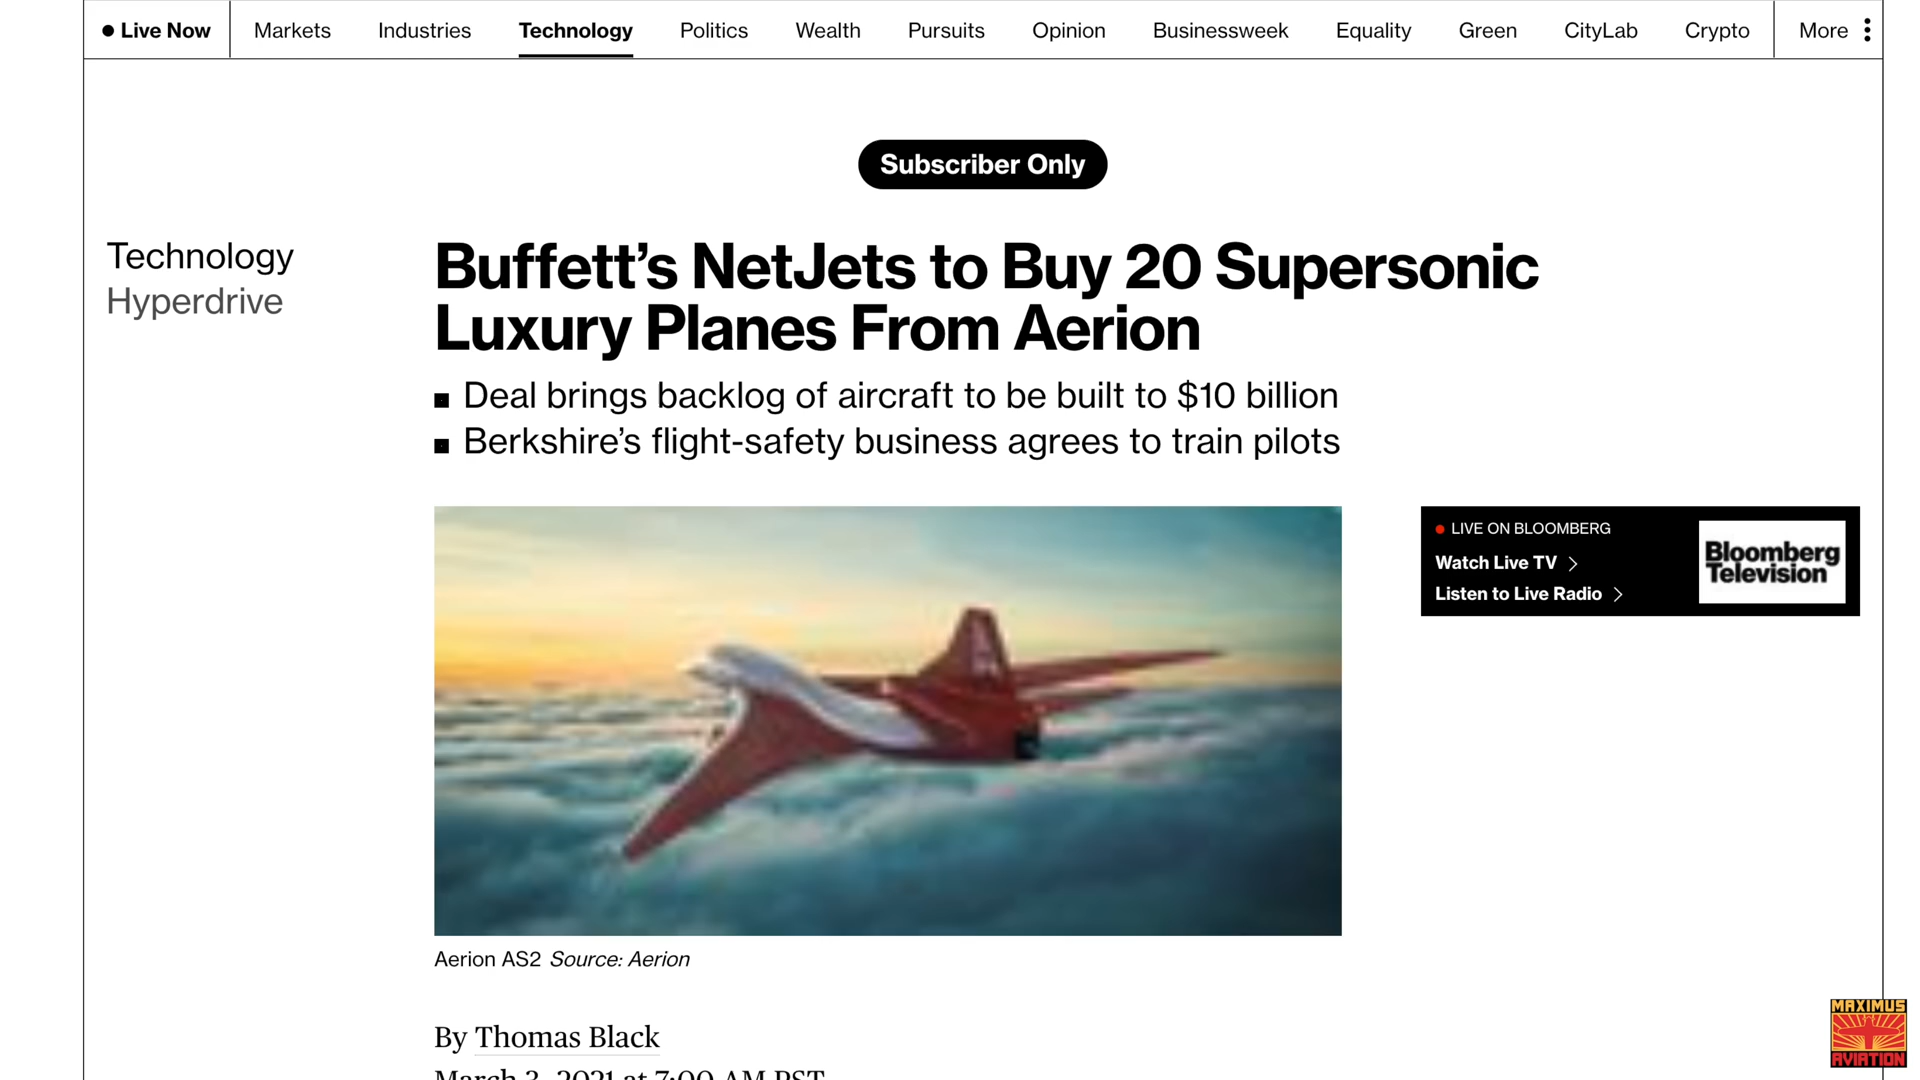 Live Now Markets Industries Technology Politics Wealth Pursuits Opinion Businessweek Equality Green CityLab Crypto More
Subscriber Only
Technology
Hyperdrive
Buffett’s NetJets to Buy 20 Supersonic
Luxury Planes From Aerion
Deal brings backlog of aircraft to be built to $10 billion
Berkshire’s flight-safety business agrees to train pilots
LIVE ON BLOOMBERG
Watch Live TV
Listen to Live Radio
Bloomberg
Television
Aerion AS2 Source: Aerion
By Thomas Black
March 3, 2021 at 7:00 AM PST
MAXIMUS
AVIATION